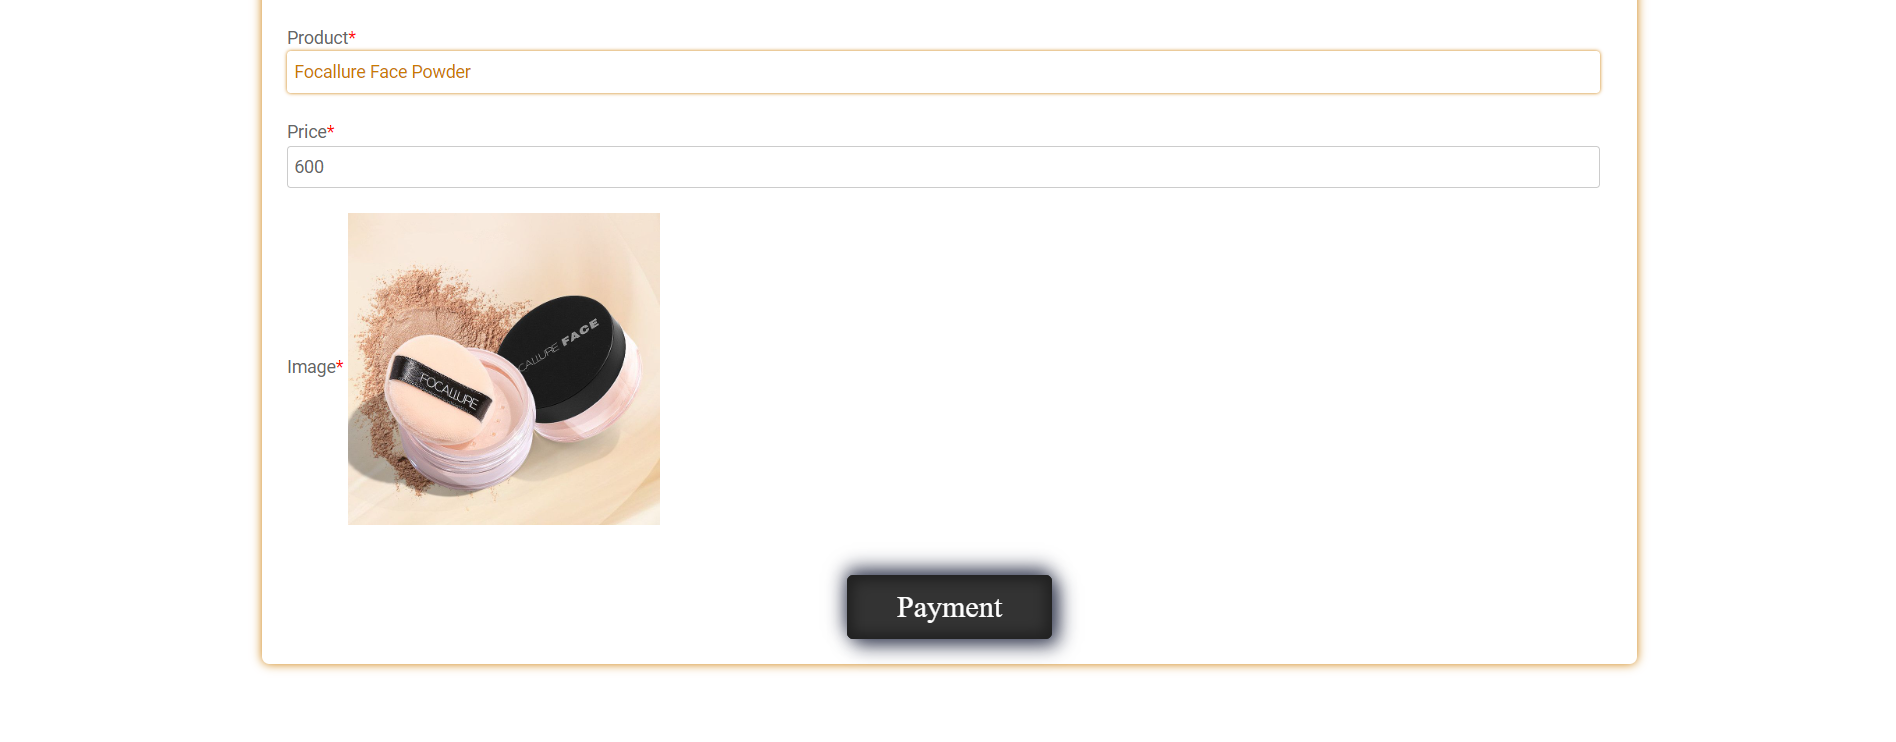 Product*
Focallure Face Powder
Price*
600
Image*
CALLURE FACE
FOCALLURE
Payment